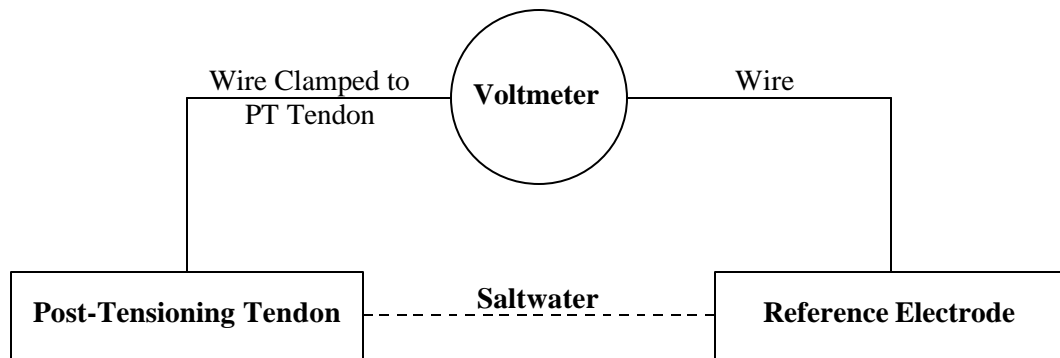 Wire Clamped to
PT Tendon
Voltmeter
Wire
Post-Tensioning Tendon
Saltwater
Reference Electrode